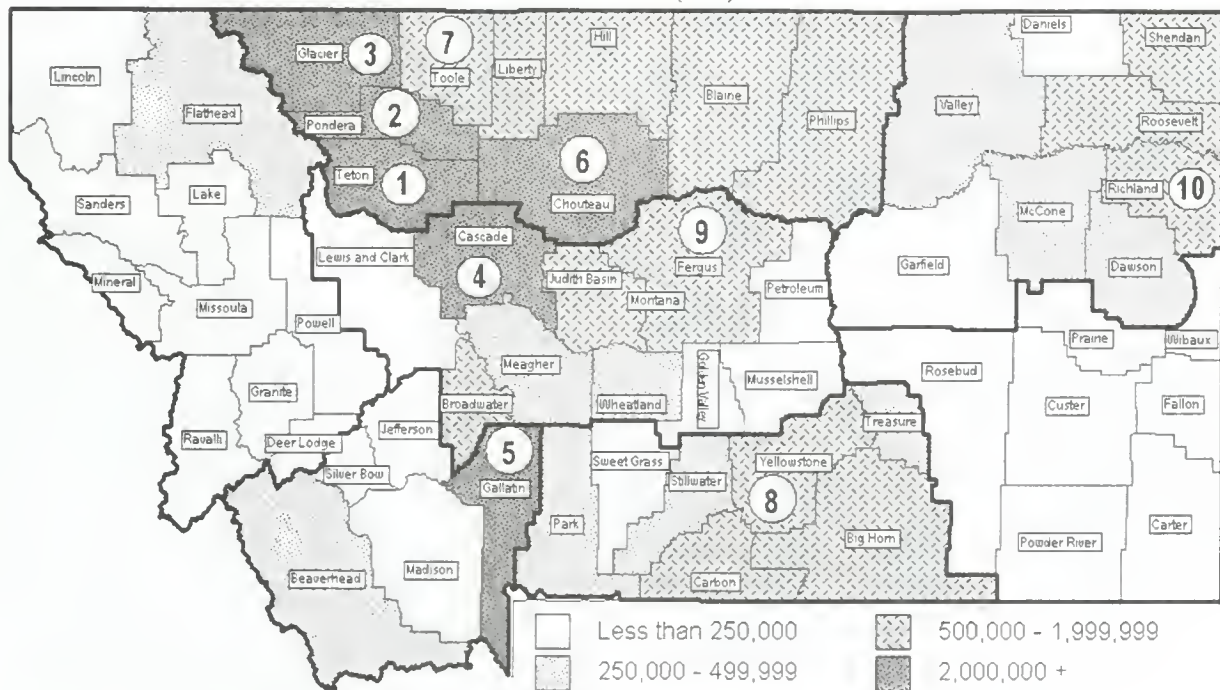 Daniels
Sheridan
Glacier
3
7
Hill
Toole
Liberty
Lincoln
Blaine
Valley
Flathead
2
Pondera
Phillips
Roosevelt
6
Teton
1
Chouteau
Richland
10
Lake
Sanders
McCone
Cascade
9
Lewis and Clark
Fergus
Garfield
Dawson
4
Judith Basin
Mineral
Missoula
Montana
Petroleum
Powell
Prairie
Wibaux
Meagher
Golden Valley
Rosebud
Granite
Musselshell
Broadwater
Wheatland
Custer
Fallon
Jefferson
Treasure
Ravalli
Deer Lodge
5
Sweet Grass
Yellowstone
Silver Bow
Gallatin
Stillwater
8
Park
Big Horn
Carter
Powder River
Madison
Beaverhead
Carbon
Less than 250,000
500,000 - 1,999,999
250,000 - 499,999
2,000,000 +